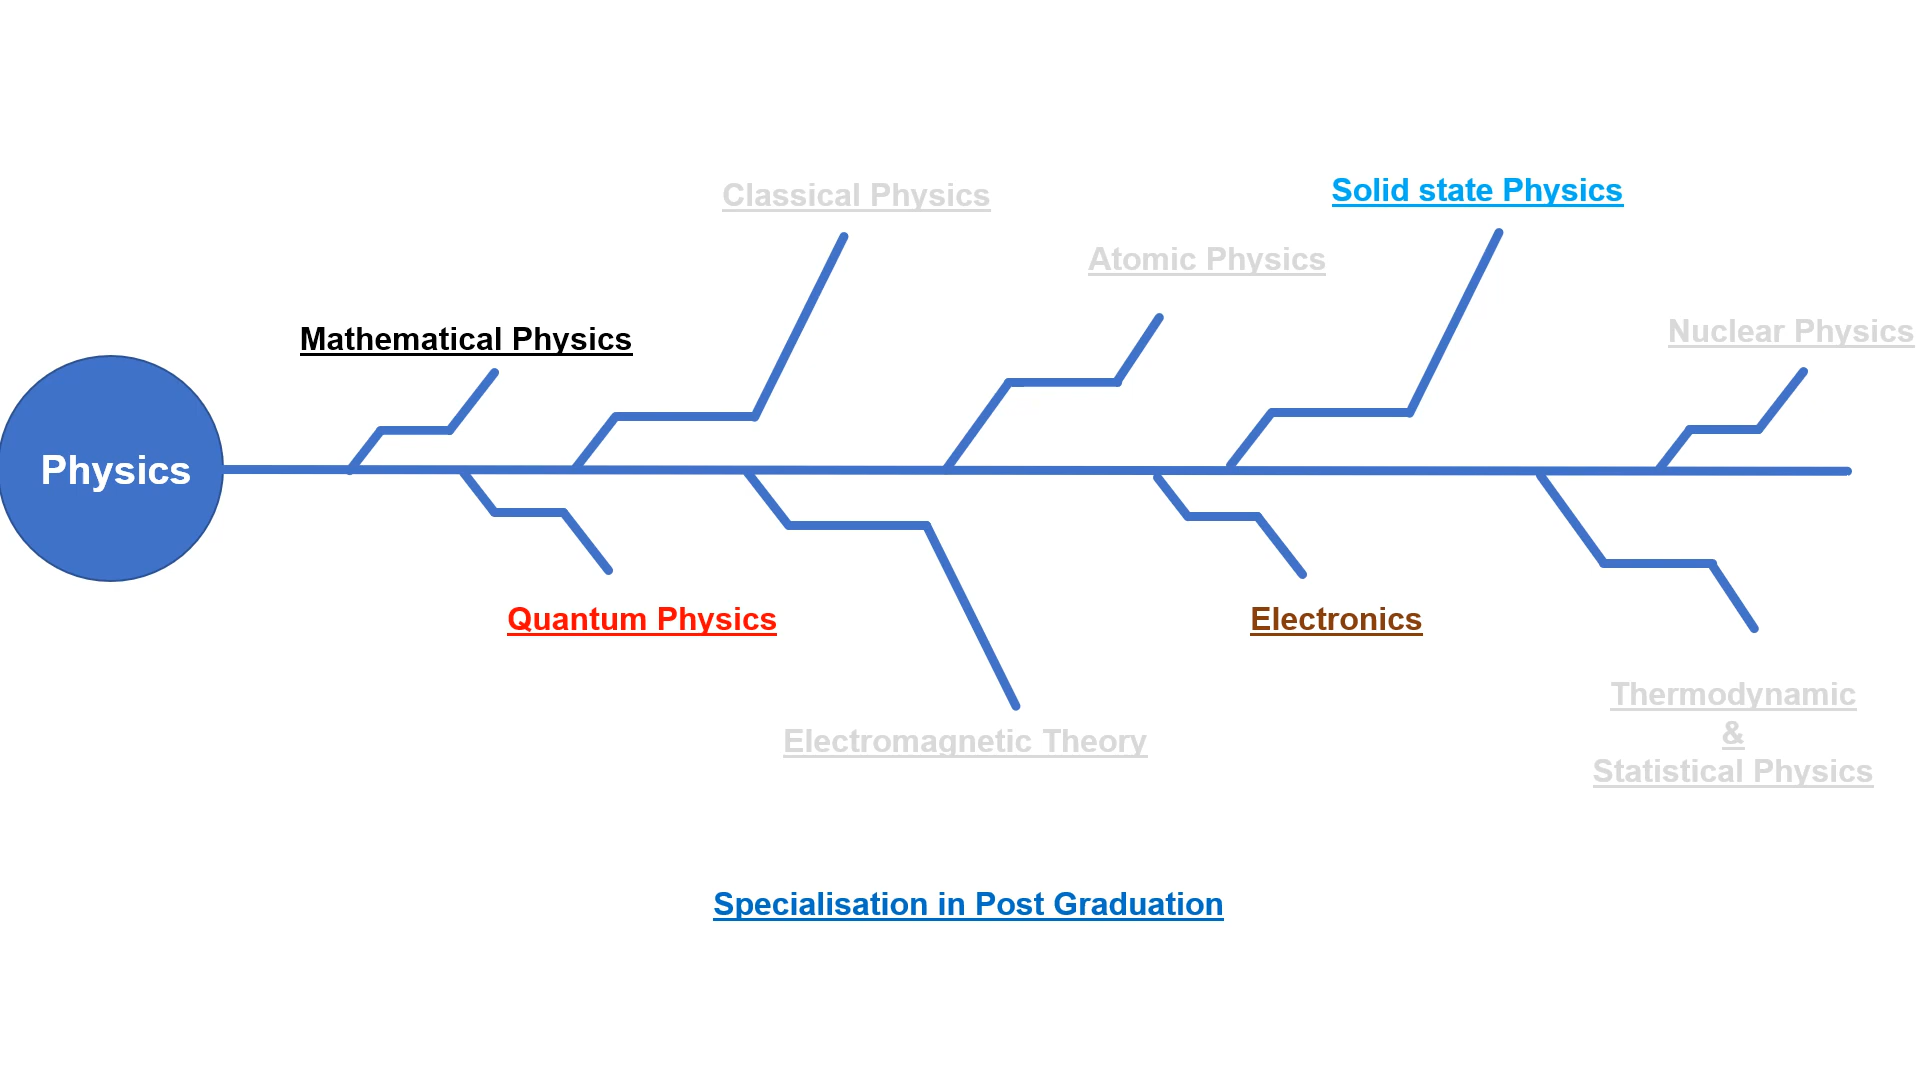 Classical Physics
Solid state Physics
Atomic Physics
Nuclear Physics
Mathematical Physics
Physics
Quantum Physics
Electronics
Electromagnetic Theory
Thermodynamic
&
Statistical Physics
Specialisation in Post Graduation